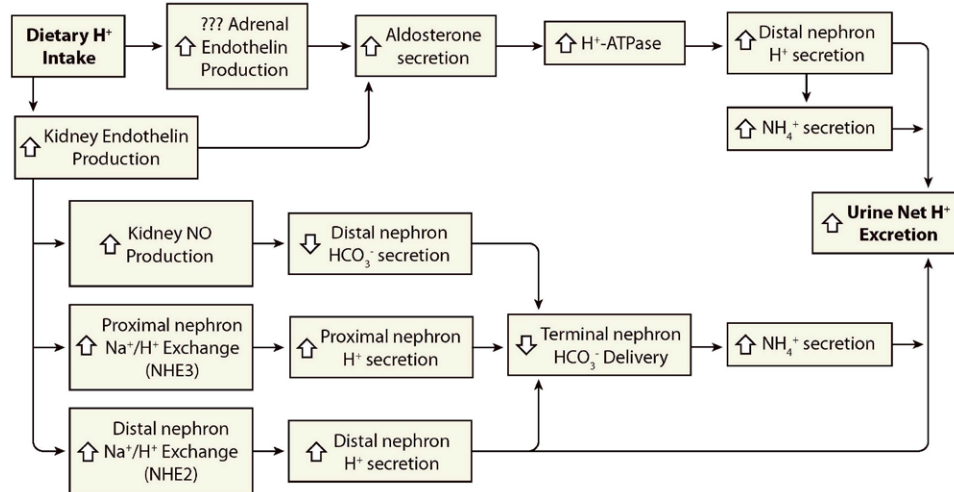 Dietary H⁺
Intake
??? Adrenal
Endothelin
Production
Aldosterone
secretion
H⁺-ATPase
Distal nephron
H⁺ secretion
Kidney Endothelin
Production
NH₄⁺ secretion
Urine Net H⁺
Excretion
Kidney NO
Production
Distal nephron
HCO₃⁻ secretion
Proximal nephron
Na⁺/H⁺ Exchange
(NHE3)
Proximal nephron
H⁺ secretion
Terminal nephron
HCO₃⁻ Delivery
NH₄⁺ secretion
Distal nephron
Na⁺/H⁺ Exchange
(NHE2)
Distal nephron
H⁺ secretion